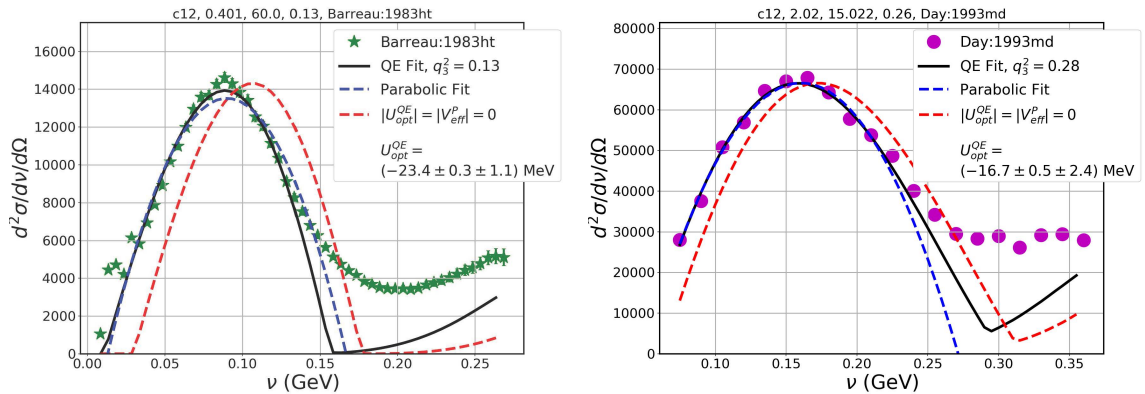 c12, 0.401, 60.0, 0.13, Barreau:1983ht
16000
14000
12000
10000
8000
6000
4000
2000
0
d²σ/dν/dΩ
0.00 0.05 0.10 0.15 0.20 0.25
ν (GeV)
Barreau:1983ht
QE Fit, q₃² = 0.13
Parabolic Fit
|U_opt^QE| = |V_eff^P| = 0
U_opt^QE =
(−23.4 ± 0.3 ± 1.1) MeV
c12, 2.02, 15.022, 0.26, Day:1993md
80000
70000
60000
50000
40000
30000
20000
10000
0
d²σ/dν/dΩ
0.10 0.15 0.20 0.25 0.30 0.35
ν (GeV)
Day:1993md
QE Fit, q₃² = 0.28
Parabolic Fit
|U_opt^QE| = |V_eff^P| = 0
U_opt^QE =
(−16.7 ± 0.5 ± 2.4) MeV